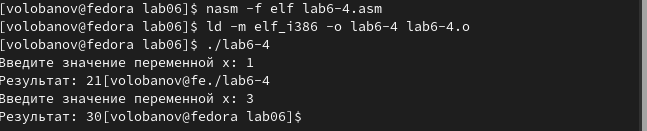 [volobanov@fedora lab06]$ nasm -f elf lab6-4.asm
[volobanov@fedora lab06]$ ld -m elf_i386 -o lab6-4 lab6-4.o
[volobanov@fedora lab06]$ ./lab6-4
Введите значение переменной x: 1
Результат: 21[volobanov@fe./lab6-4
Введите значение переменной x: 3
Результат: 30[volobanov@fedora lab06]$